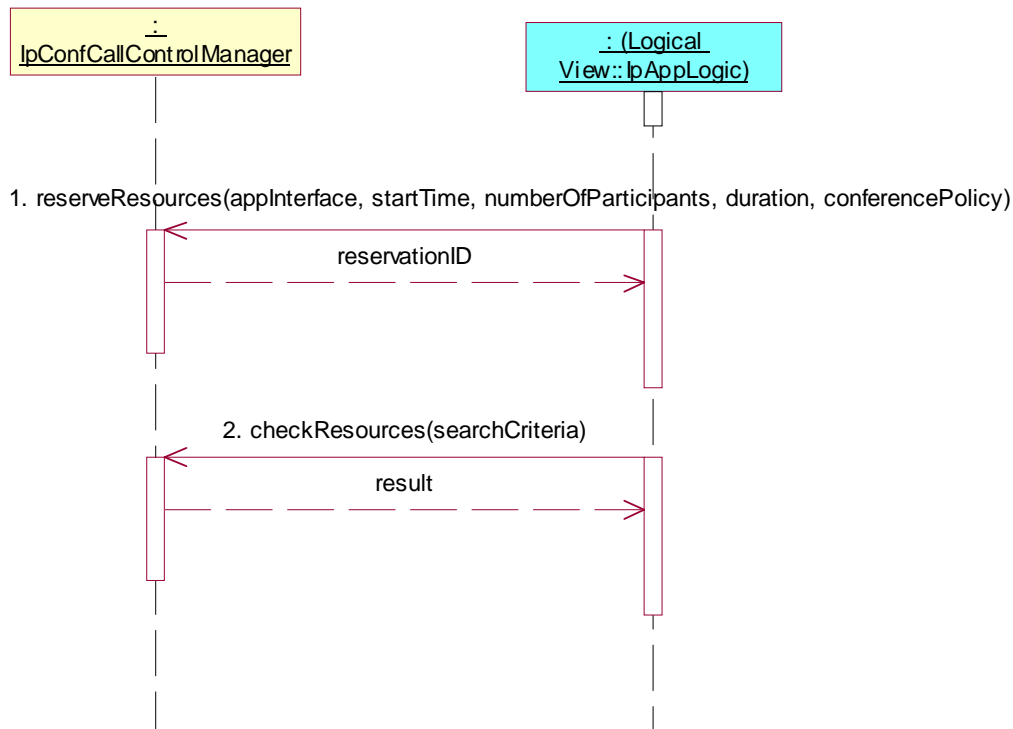 :
IpConfCallControlManager
: (Logical
View::IpAppLogic)
1. reserveResources(appInterface, startTime, numberOfParticipants, duration, conferencePolicy)
reservationID
2. checkResources(searchCriteria)
result